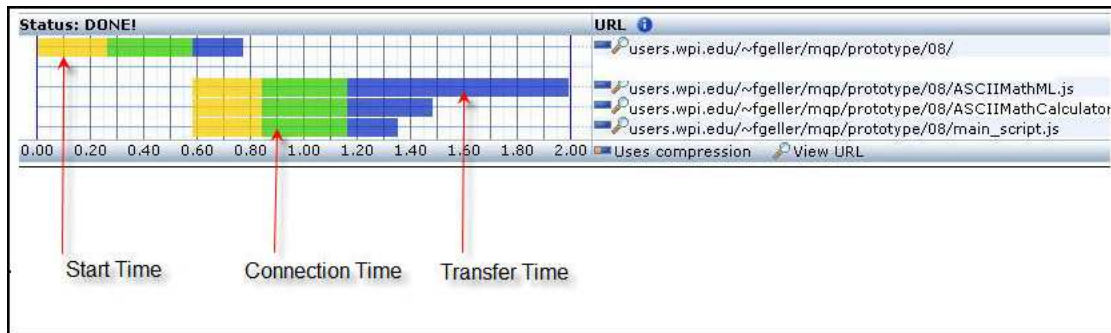 Status: DONE! URL
users.wpi.edu/~fgeller/mqp/prototype/08/
users.wpi.edu/~fgeller/mqp/prototype/08/ASCIIMathML.js
users.wpi.edu/~fgeller/mqp/prototype/08/ASCIIMathCalculator
users.wpi.edu/~fgeller/mqp/prototype/08/main_script.js
0.00 0.20 0.40 0.60 0.80 1.00 1.20 1.40 1.60 1.80 2.00 Uses compression View URL
Start Time Connection Time Transfer Time